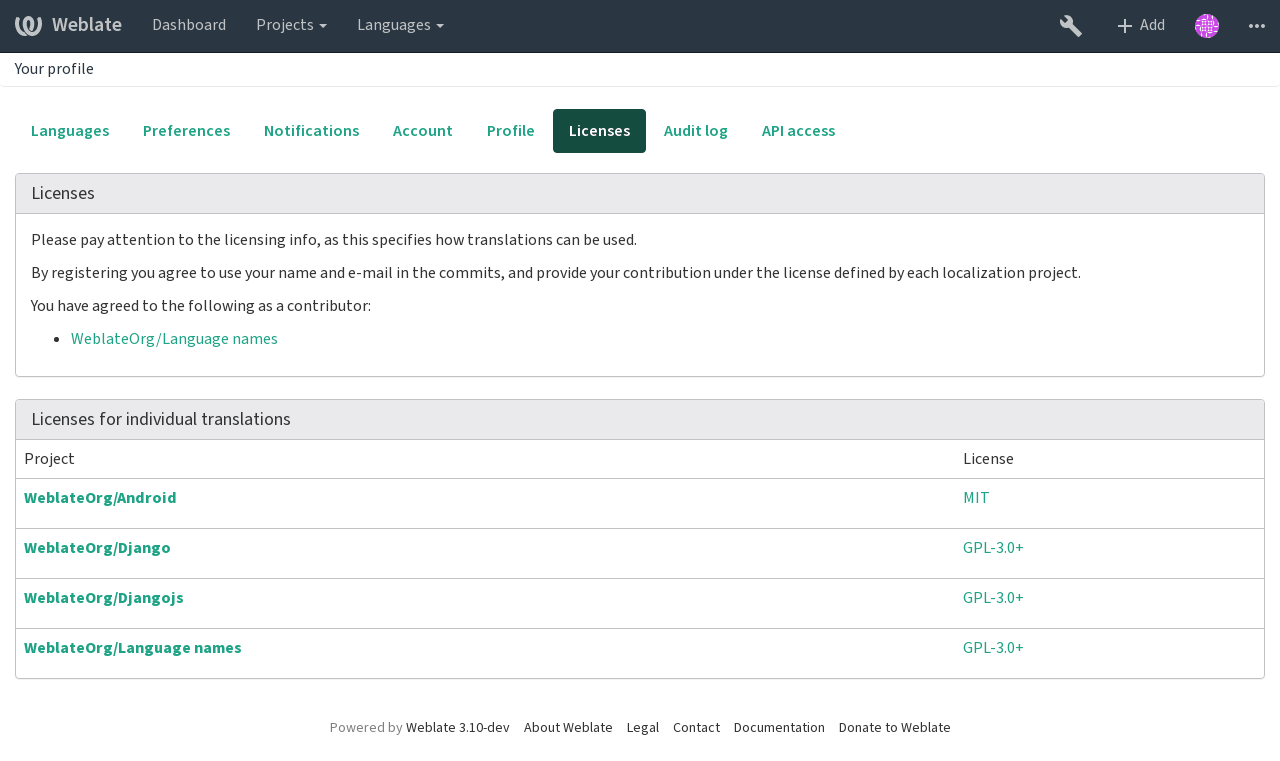 Weblate Dashboard Projects Languages Add
Your profile
Languages Preferences Notifications Account Profile Licenses Audit log API access
Licenses
Please pay attention to the licensing info, as this specifies how translations can be used.
By registering you agree to use your name and e-mail in the commits, and provide your contribution under the license defined by each localization project.
You have agreed to the following as a contributor:
WeblateOrg/Language names
Licenses for individual translations
Project License
WeblateOrg/Android MIT
WeblateOrg/Django GPL-3.0+
WeblateOrg/Djangojs GPL-3.0+
WeblateOrg/Language names GPL-3.0+
Powered by Weblate 3.10-dev About Weblate Legal Contact Documentation Donate to Weblate